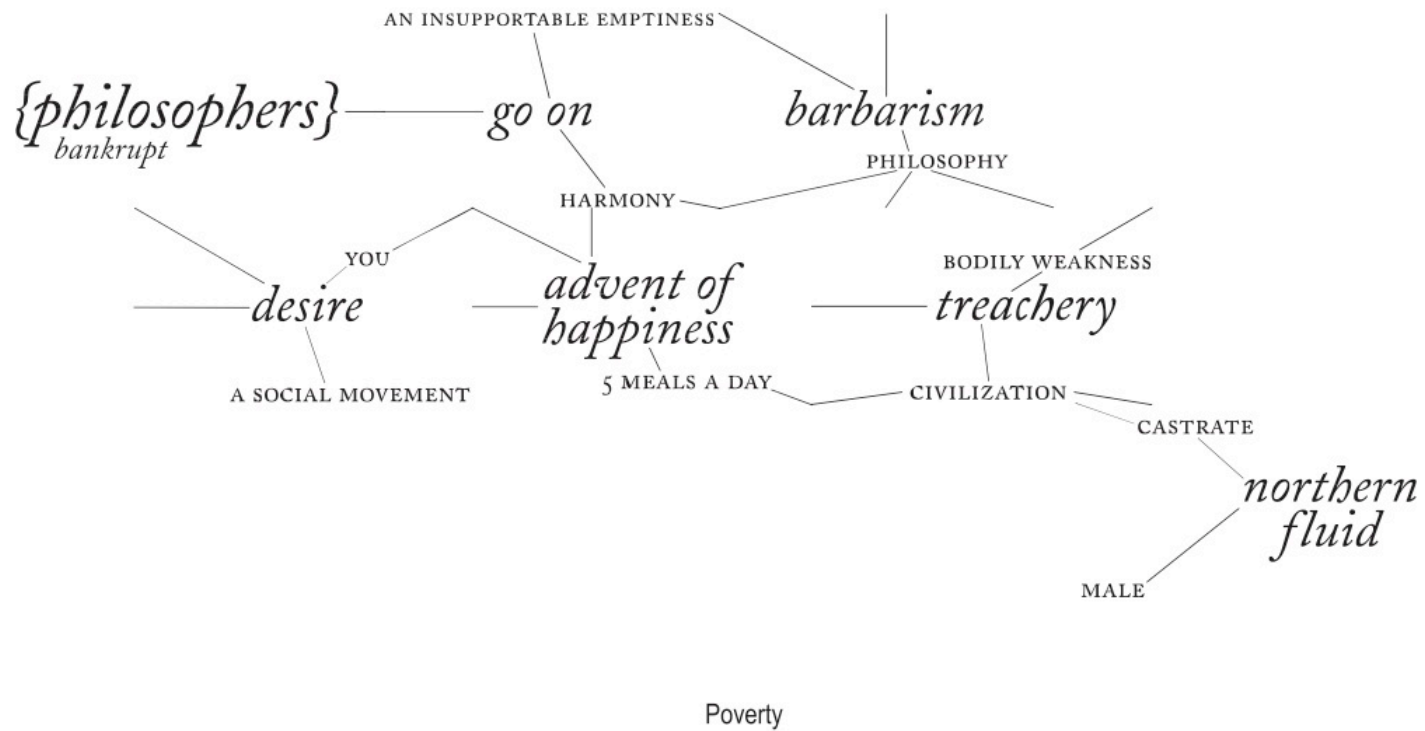 AN INSUPPORTABLE EMPTINESS
{philosophers} go on barbarism
bankrupt
PHILOSOPHY
HARMONY
YOU
BODILY WEAKNESS
advent of
desire
treachery
happiness
5 MEALS A DAY
A SOCIAL MOVEMENT
CIVILIZATION
CASTRATE
northern
fluid
MALE
Poverty